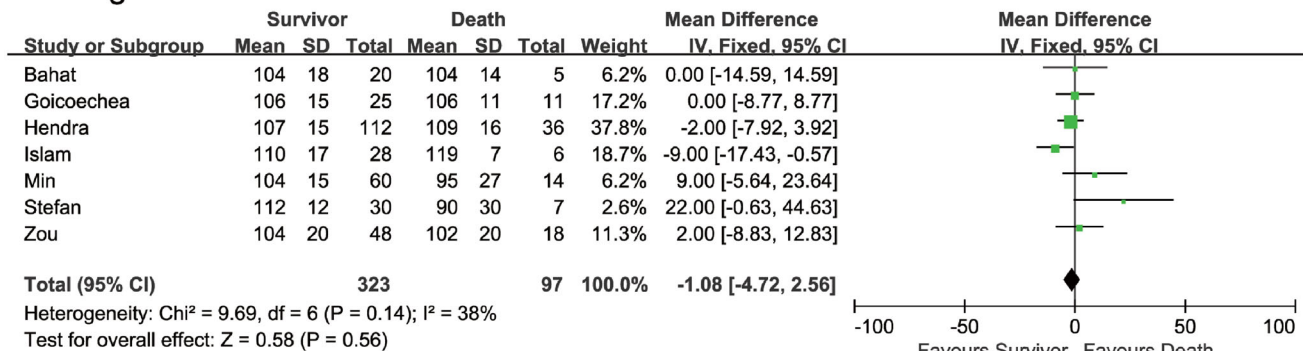 Survivor Death Mean Difference Mean Difference
Study or Subgroup Mean SD Total Mean SD Total Weight IV, Fixed, 95% CI IV, Fixed, 95% CI
Bahat 104 18 20 104 14 5 6.2% 0.00 [-14.59, 14.59]
Goicoechea 106 15 25 106 11 11 17.2% 0.00 [-8.77, 8.77]
Hendra 107 15 112 109 16 36 37.8% -2.00 [-7.92, 3.92]
Islam 110 17 28 119 7 6 18.7% -9.00 [-17.43, -0.57]
Min 104 15 60 95 27 14 6.2% 9.00 [-5.64, 23.64]
Stefan 112 12 30 90 30 7 2.6% 22.00 [-0.63, 44.63]
Zou 104 20 48 102 20 18 11.3% 2.00 [-8.83, 12.83]
Total (95% CI) 323 97 100.0% -1.08 [-4.72, 2.56]
Heterogeneity: Chi² = 9.69, df = 6 (P = 0.14); I² = 38%
Test for overall effect: Z = 0.58 (P = 0.56)
-100 -50 0 50 100
Favours Survivor Favours Death